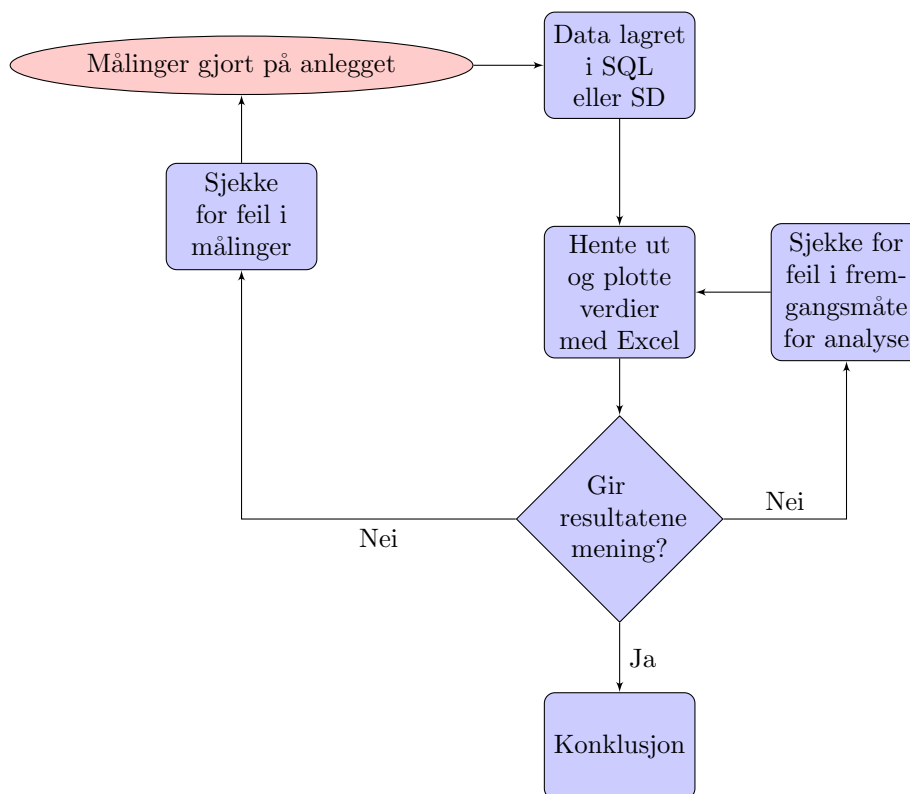 Målinger gjort på anlegget
Data lagret
i SQL
eller SD
Sjekke
for feil i
målinger
Hente ut
og plotte
verdier
med Excel
Sjekke for
feil i frem-
gangsmåte
for analyse
Gir
resultatene
mening?
Nei
Nei
Ja
Konklusjon